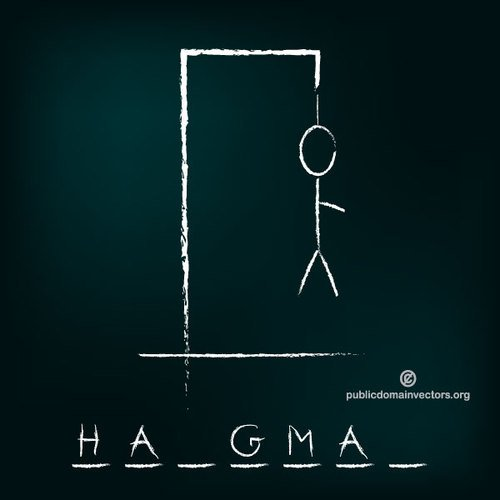 publicdomainvectors.org
H A _ G M A _